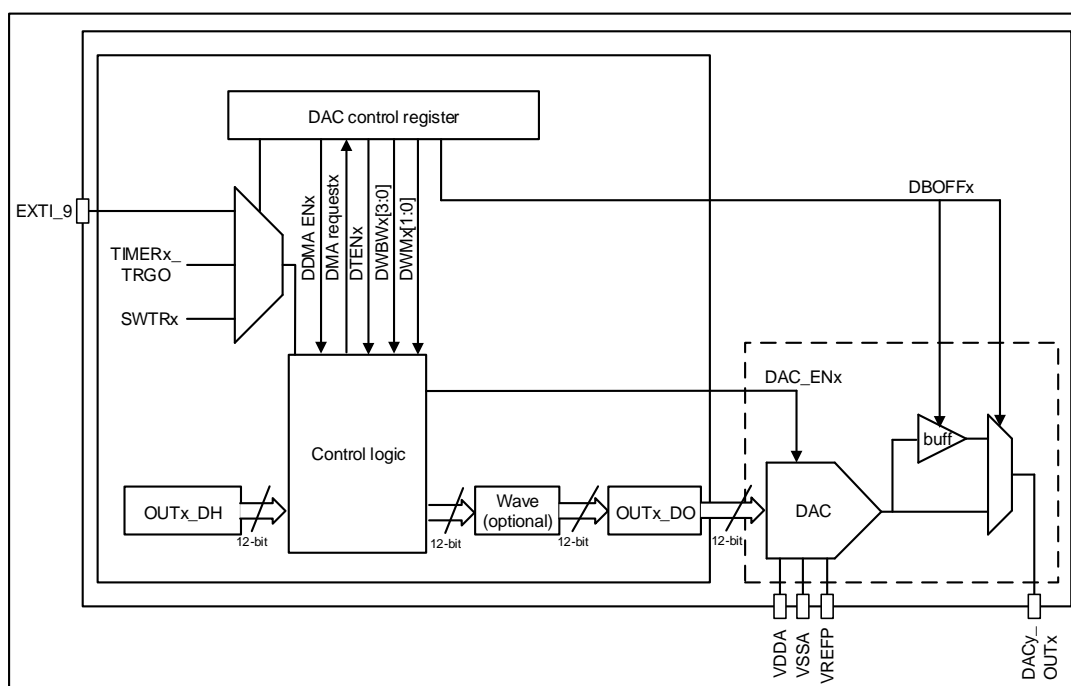 DAC control register
EXTI_9
TIMERx_
TRGO
SWTRx
DDMA ENx
DMA requestx
DTENx
DWBWx[3:0]
DWMx[1:0]
DBOFFx
DAC_ENx
buff
Control logic
OUTx_DH
12-bit
12-bit
Wave
(optional)
12-bit
OUTx_DO
12-bit
DAC
VDDA
VSSA
VREFP
DACy_
OUTx